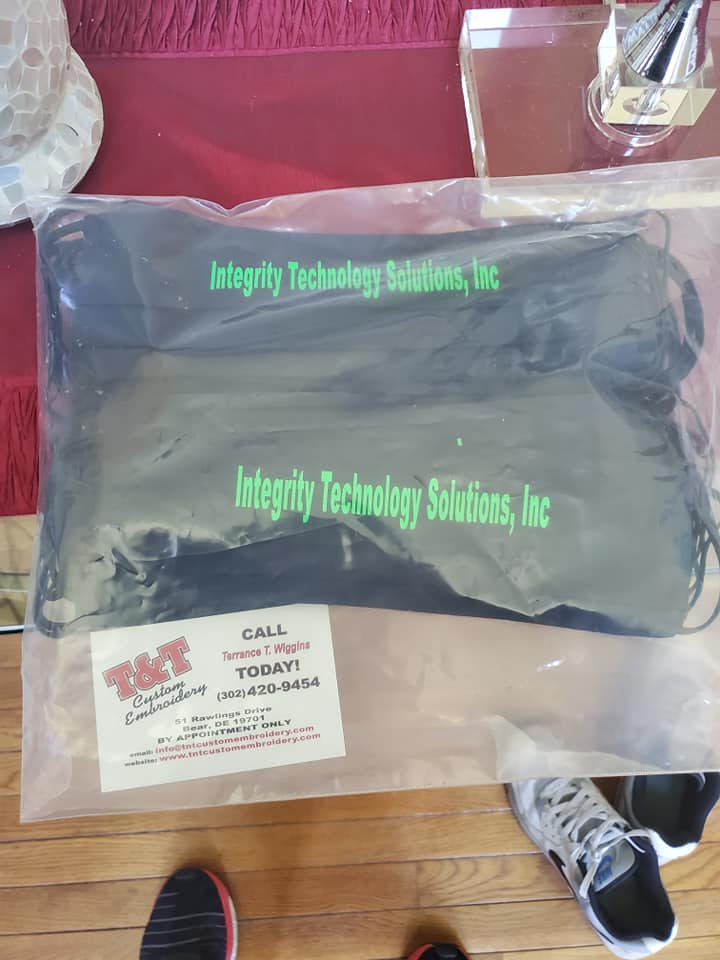 Integrity Technology Solutions, Inc
Integrity Technology Solutions, Inc
T&T
Custom
Embroidery
CALL
Terrance T. Wiggins
TODAY!
(302)420-9454
51 Rawlings Drive
Bear, DE 19701
BY APPOINTMENT ONLY
email: info@tntcustomembroidery.com
website: www.tntcustomembroidery.com